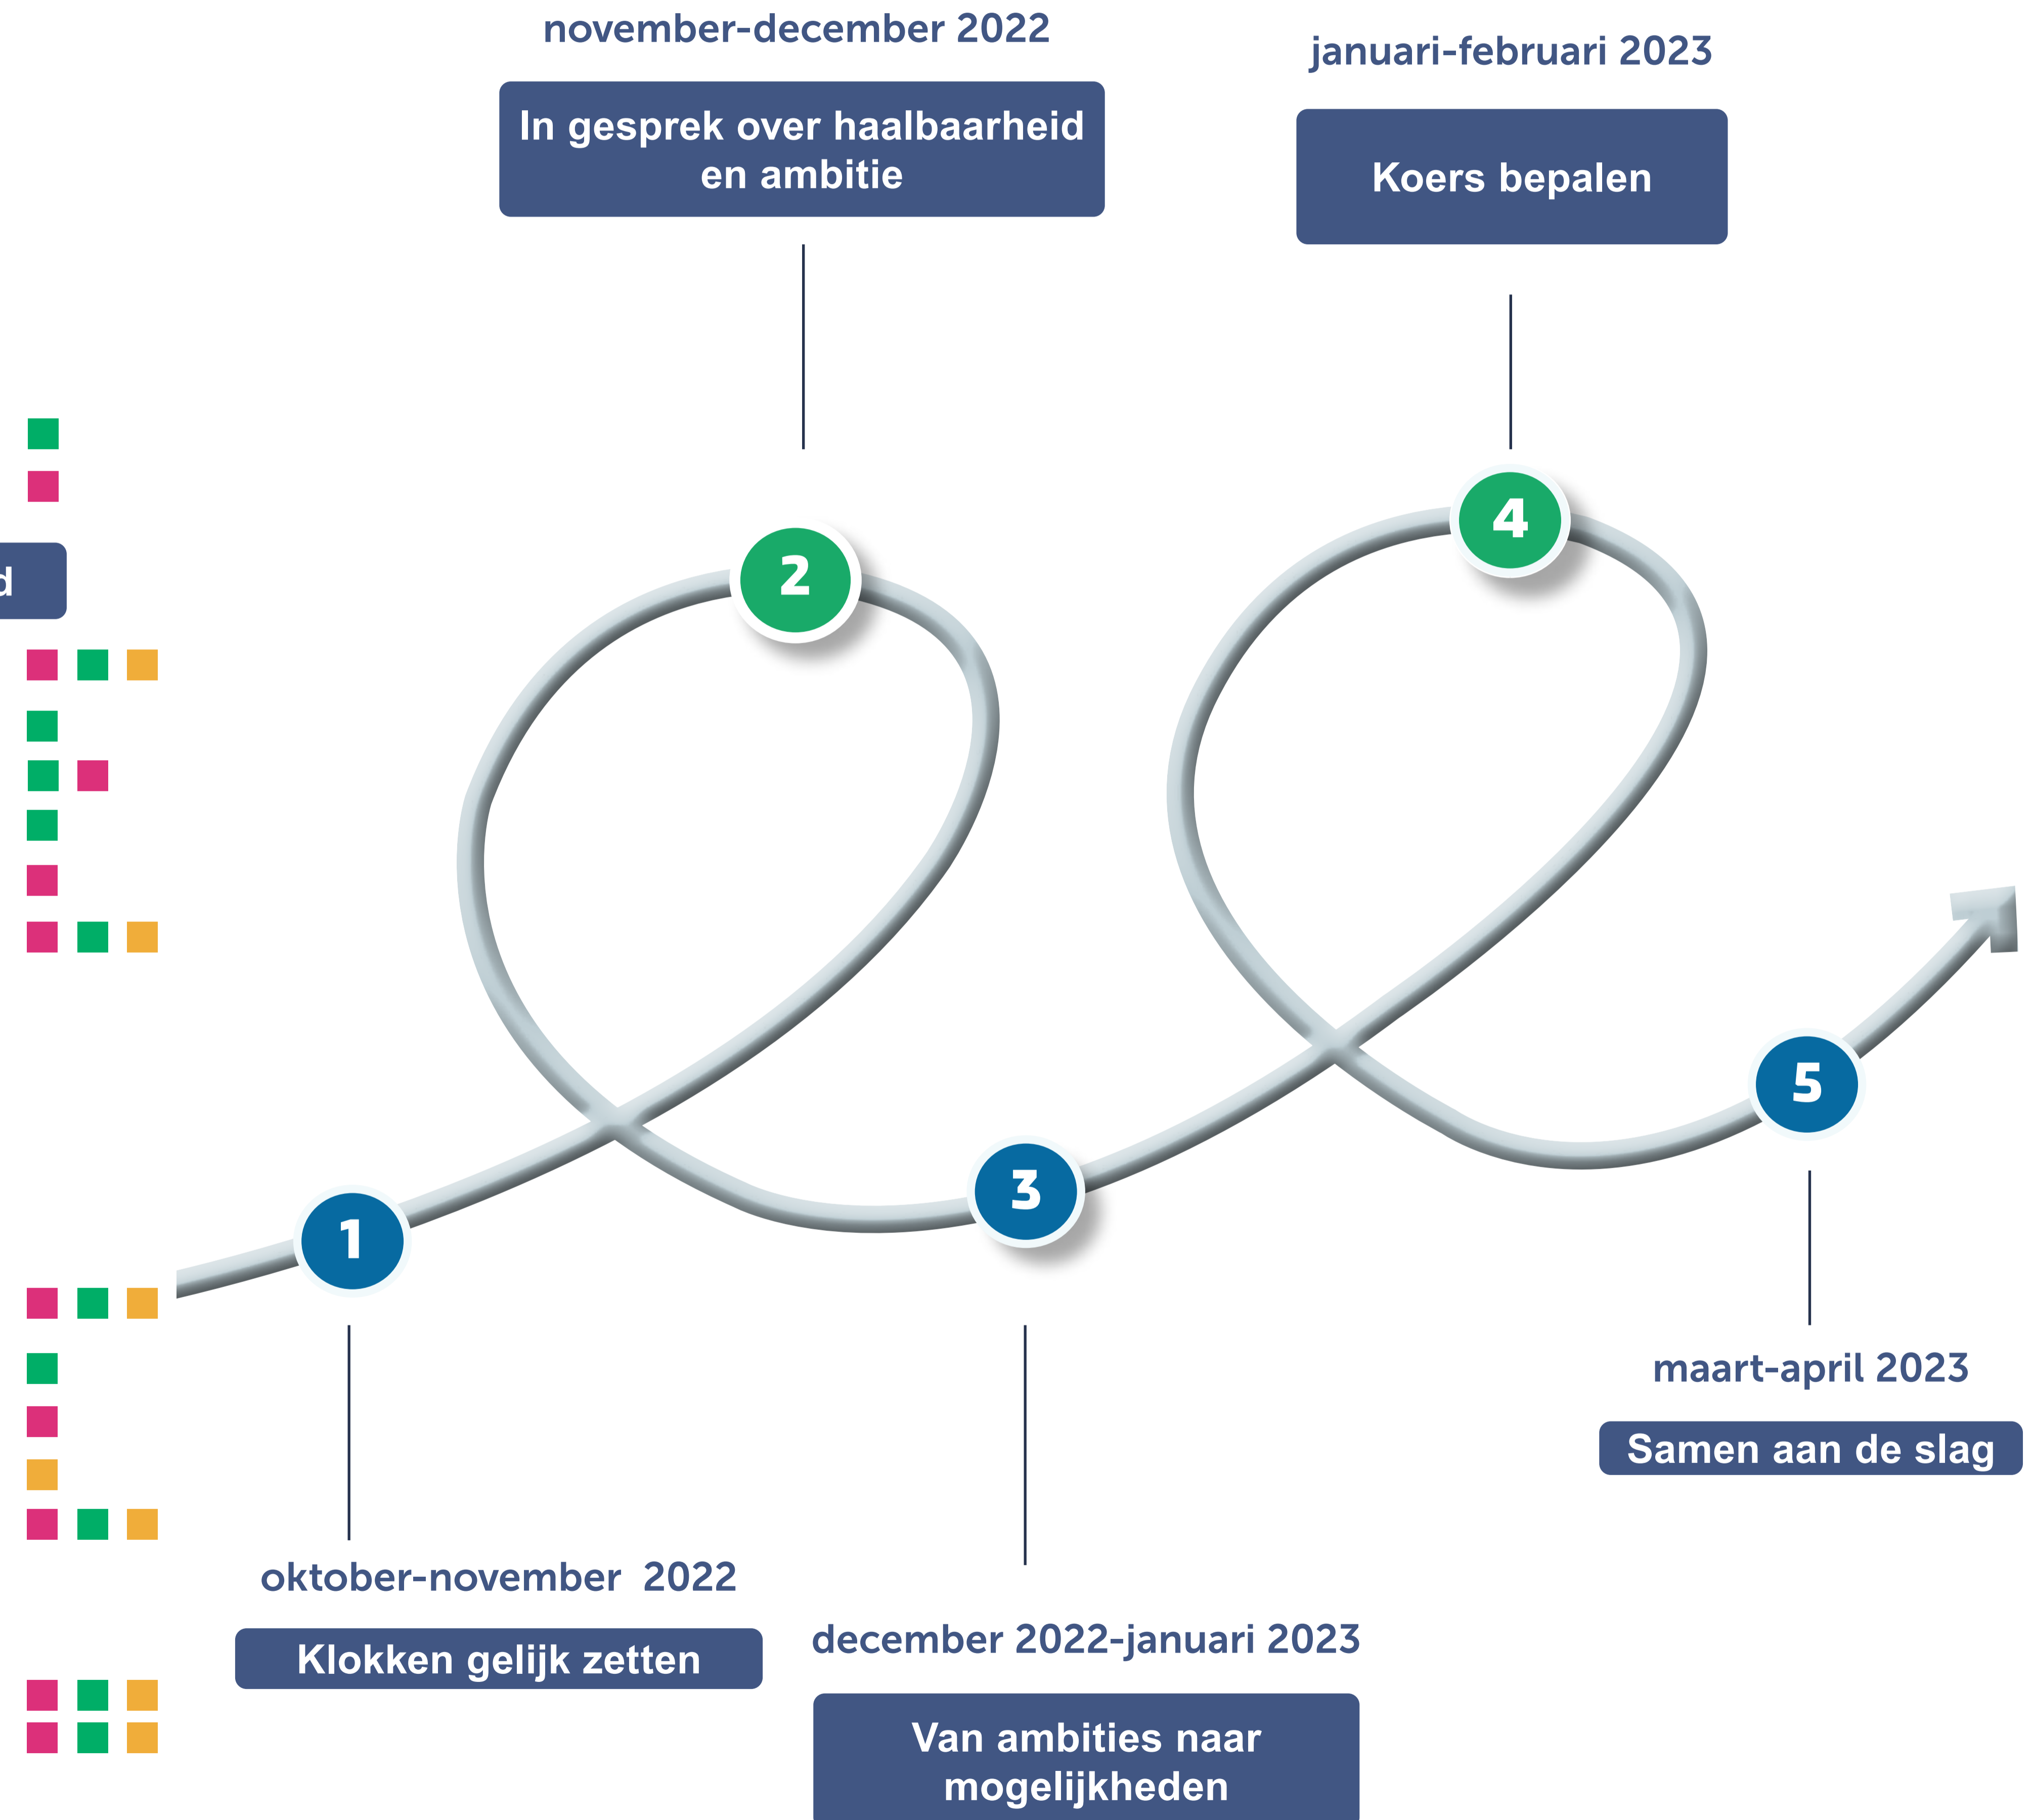 november-december 2022
In gesprek over haalbaarheid
en ambitie
januari-februari 2023
Koers bepalen
d
2
4
5
3
1
maart-april 2023
Samen aan de slag
oktober-november 2022
Klokken gelijk zetten
december 2022-januari 2023
Van ambities naar
mogelijkheden